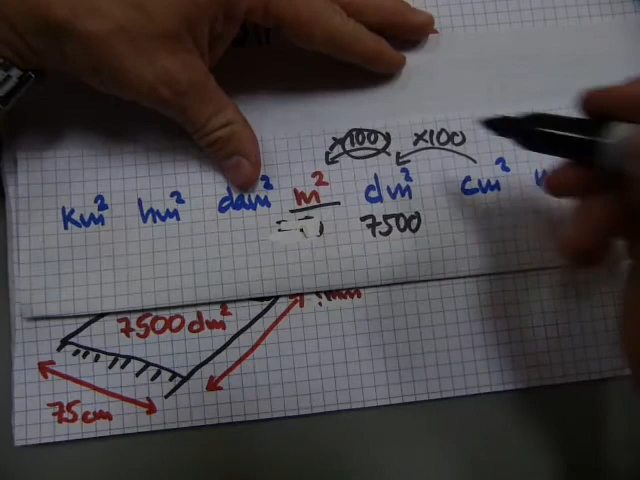 x100 x100
km² hm² dam² m² dm² cm²
7500
7500 dm²
75 cm